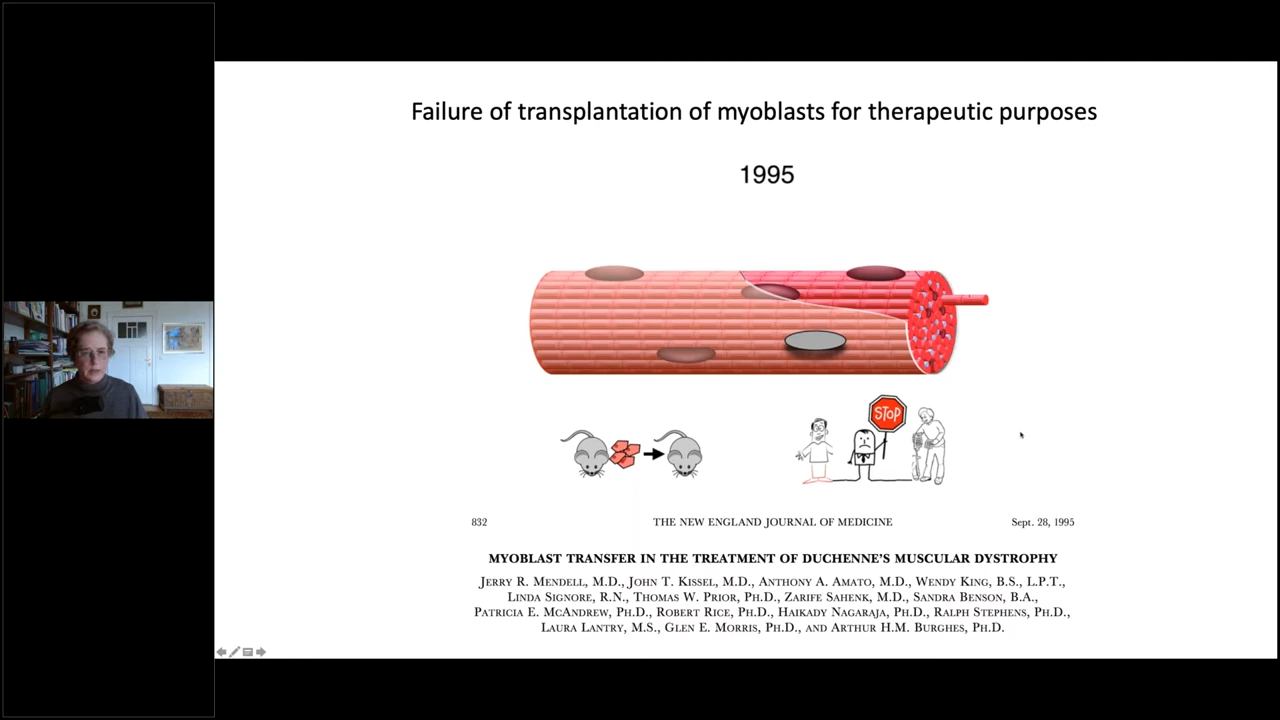 Failure of transplantation of myoblasts for therapeutic purposes
1995
STOP
832 THE NEW ENGLAND JOURNAL OF MEDICINE Sept. 28, 1995
MYOBLAST TRANSFER IN THE TREATMENT OF DUCHENNE'S MUSCULAR DYSTROPHY
JERRY R. MENDELL, M.D., JOHN T. KISSEL, M.D., ANTHONY A. AMATO, M.D., WENDY KING, B.S., L.P.T.,
LINDA SIGNORE, R.N., THOMAS W. PRIOR, PH.D., ZARIFE SAHENK, M.D., SANDRA BENSON, B.A.,
PATRICIA E. MCANDREW, PH.D., ROBERT RICE, PH.D., HAIKADY NAGARAJA, PH.D., RALPH STEPHENS, PH.D.,
LAURA LANTRY, M.S., GLEN E. MORRIS, PH.D., AND ARTHUR H.M. BURGHES, PH.D.